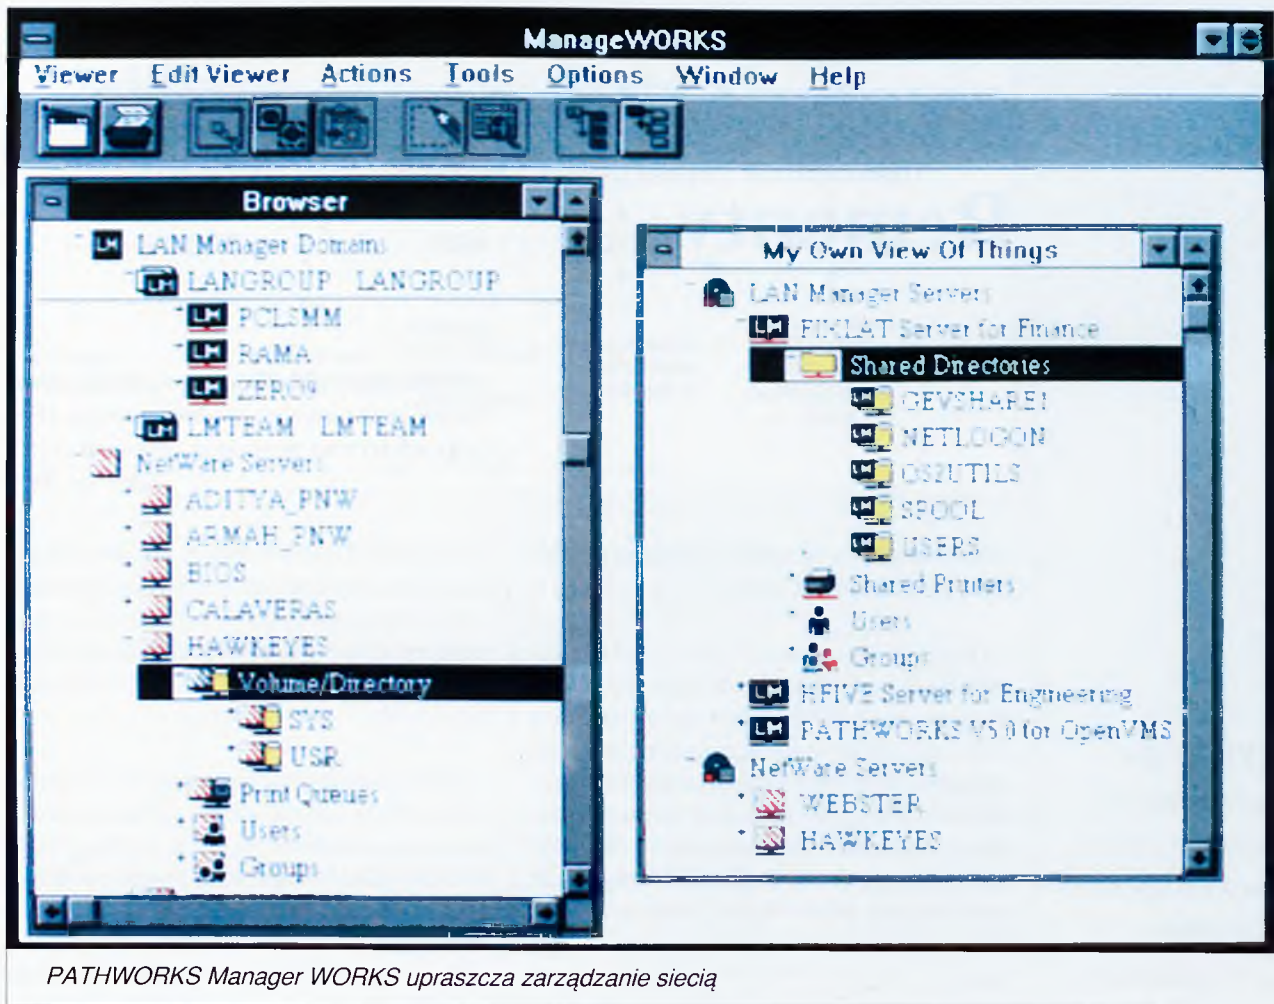 ManageWORKS
Viewer Edit Viewer Actions Tools Options Window Help
Browser
LAN Manager Domains
LANGROUP LANGROUP
PCLSMM
RAMA
ZERO9
LMTEAM LMTEAM
NetWare Servers
ADITYA_PNW
ARMAH_PNW
BIOS
CALAVERAS
HAWKEYES
Volume/Directory
SYS
USR
Print Queues
Users
Groups
My Own View Of Things
LAN Manager Servers
Server for Finance
Shared Directories
GEVSHARE1
NETLOGON
OS2UTILS
SPOOL
USERS
Shared Printers
Users
Groups
HFIVE Server for Engineering
PATHWORKS V5.0 for OpenVMS
NetWare Servers
WEBSTER
HAWKEYES
PATHWORKS Manager WORKS upraszcza zarządzanie siecią